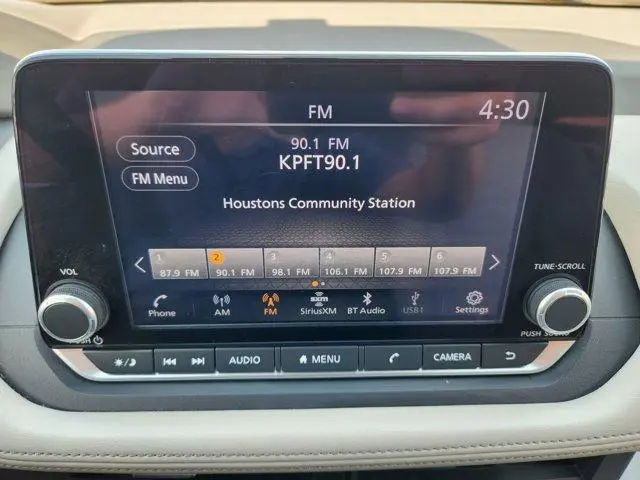 FM 4:30
Source
FM Menu
90.1 FM
KPFT90.1
Houstons Community Station
1 2 3 4 5 6
87.9 FM 90.1 FM 98.1 FM 106.1 FM 107.9 FM 107.9 FM
Phone AM FM sxm SiriusXM BT Audio USB1 Settings
VOL
TUNE·SCROLL
PUSH
AUDIO MENU CAMERA